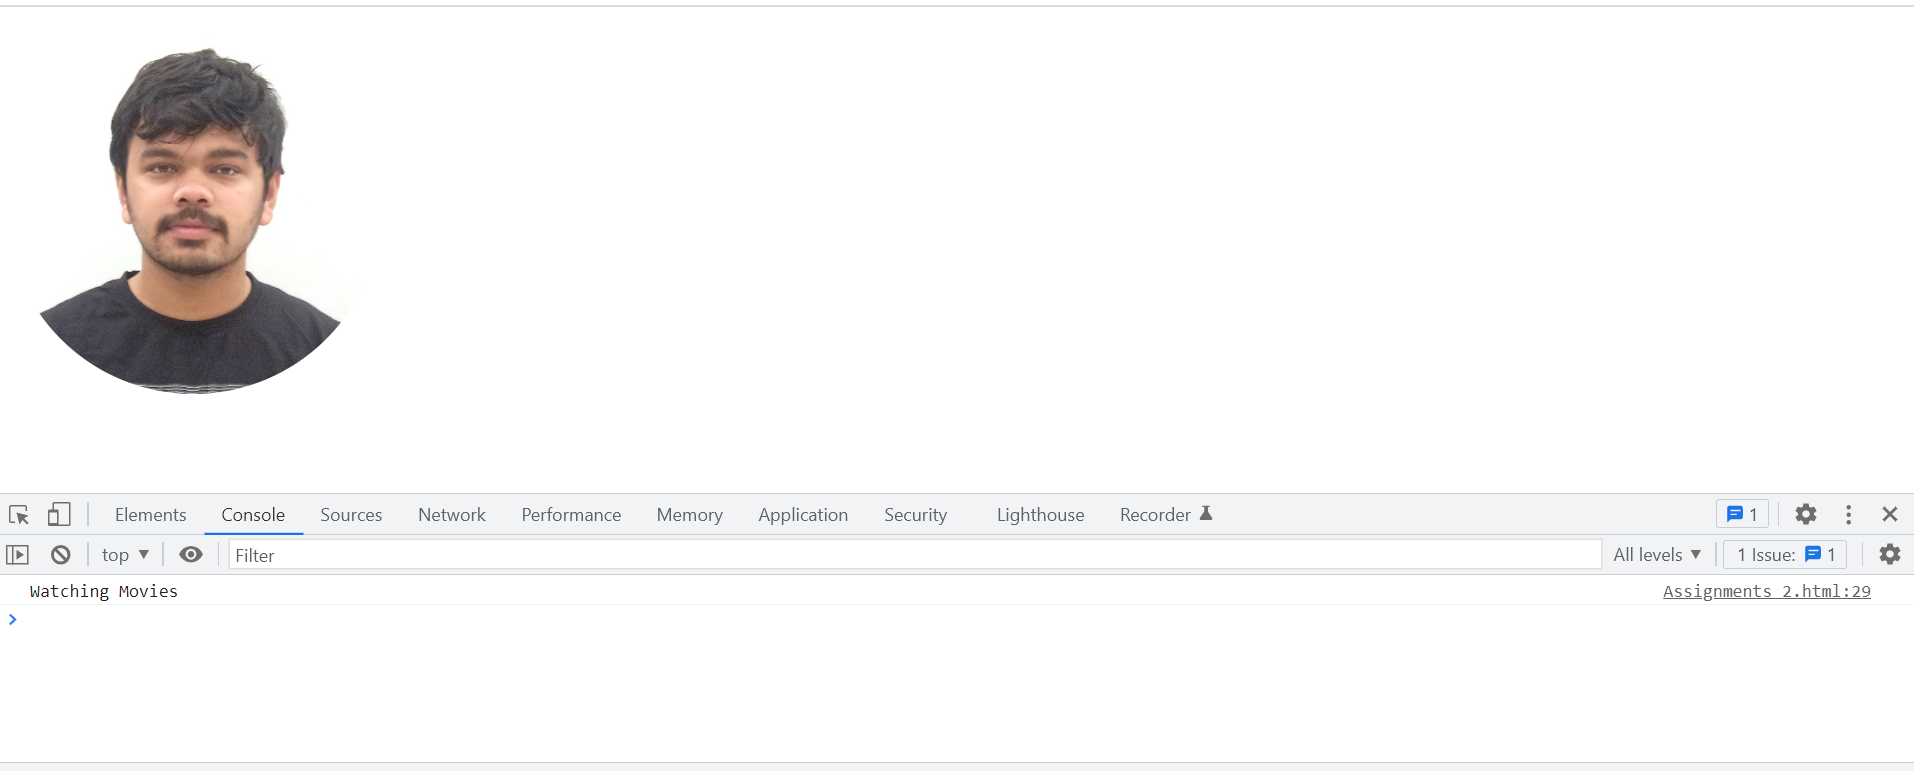 Elements Console Sources Network Performance Memory Application Security Lighthouse Recorder 1
top Filter All levels 1 Issue: 1
Watching Movies Assignments 2.html:29